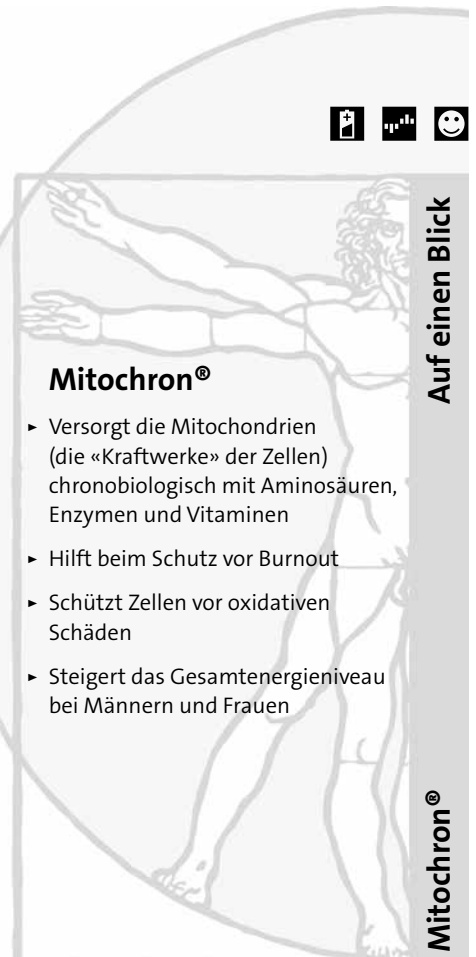 Mitochron®
► Versorgt die Mitochondrien
(die «Kraftwerke» der Zellen)
chronobiologisch mit Aminosäuren,
Enzymen und Vitaminen
► Hilft beim Schutz vor Burnout
► Schützt Zellen vor oxidativen
Schäden
► Steigert das Gesamtenergieniveau
bei Männern und Frauen
Auf einen Blick
Mitochron®